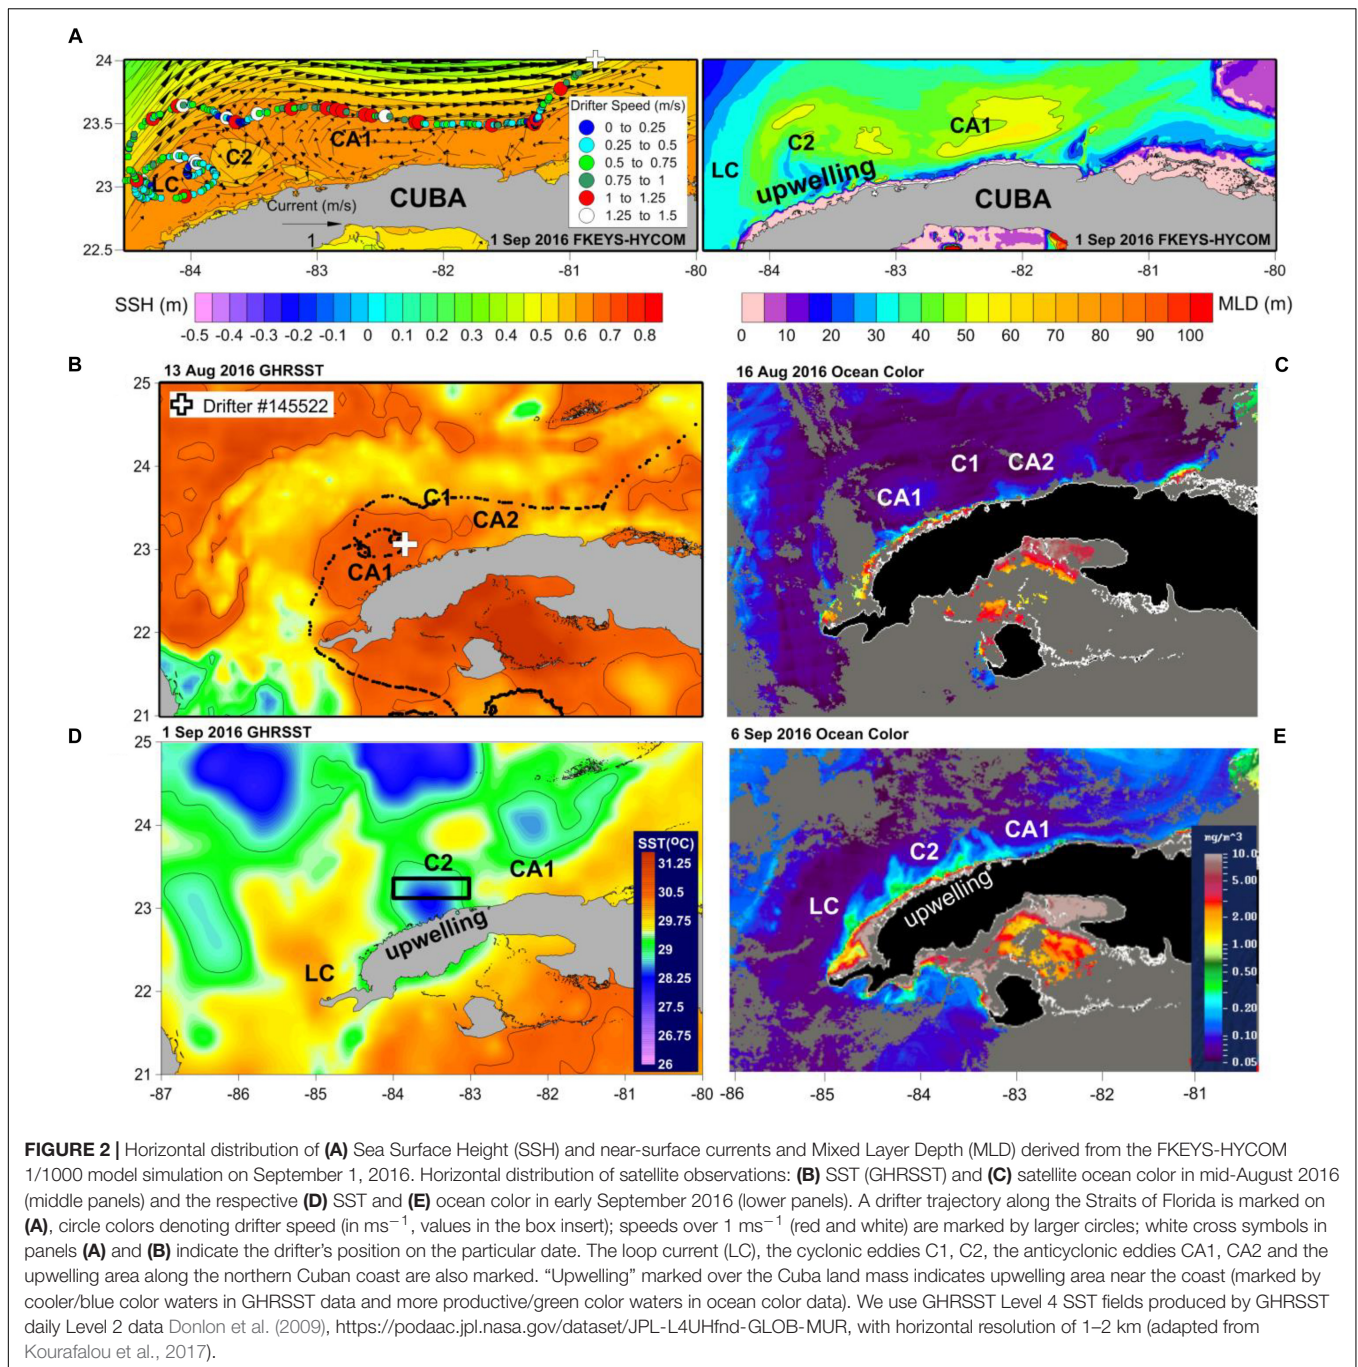 A
24
23.5
23
22.5
C2
CA1
LC
CUBA
Current (m/s)
1
Drifter Speed (m/s)
0 to 0.25
0.25 to 0.5
0.5 to 0.75
0.75 to 1
1 to 1.25
1.25 to 1.5
1 Sep 2016 FKEYS-HYCOM
-84 -83 -82 -81 -80
C2
CA1
LC
upwelling
CUBA
1 Sep 2016 FKEYS-HYCOM
-84 -83 -82 -81 -80
SSH (m)
-0.5 -0.4 -0.3 -0.2 -0.1 0 0.1 0.2 0.3 0.4 0.5 0.6 0.7 0.8
MLD (m)
0 10 20 30 40 50 60 70 80 90 100
B
13 Aug 2016 GHRSST
25
24
23
22
21
Drifter #145522
C1
CA2
CA1
16 Aug 2016 Ocean Color
C
C1
CA2
CA1
D
1 Sep 2016 GHRSST
25
24
23
22
21
C2
CA1
upwelling
LC
SST(ºC)
31.25
30.5
29.75
29
28.25
27.5
26.75
26
-87 -86 -85 -84 -83 -82 -81 -80
6 Sep 2016 Ocean Color
E
CA1
C2
LC
upwelling
mg/m^3
10.0
5.00
2.00
1.00
0.50
0.20
0.10
0.05
-86 -85 -84 -83 -82 -81
FIGURE 2 | Horizontal distribution of (A) Sea Surface Height (SSH) and near-surface currents and Mixed Layer Depth (MLD) derived from the FKEYS-HYCOM
1/1000 model simulation on September 1, 2016. Horizontal distribution of satellite observations: (B) SST (GHRSST) and (C) satellite ocean color in mid-August 2016
(middle panels) and the respective (D) SST and (E) ocean color in early September 2016 (lower panels). A drifter trajectory along the Straits of Florida is marked on
(A), circle colors denoting drifter speed (in ms−1, values in the box insert); speeds over 1 ms−1 (red and white) are marked by larger circles; white cross symbols in
panels (A) and (B) indicate the drifter's position on the particular date. The loop current (LC), the cyclonic eddies C1, C2, the anticyclonic eddies CA1, CA2 and the
upwelling area along the northern Cuban coast are also marked. "Upwelling" marked over the Cuba land mass indicates upwelling area near the coast (marked by
cooler/blue color waters in GHRSST data and more productive/green color waters in ocean color data). We use GHRSST Level 4 SST fields produced by GHRSST
daily Level 2 data Donlon et al. (2009), https://podaac.jpl.nasa.gov/dataset/JPL-L4UHfnd-GLOB-MUR, with horizontal resolution of 1–2 km (adapted from
Kourafalou et al., 2017).